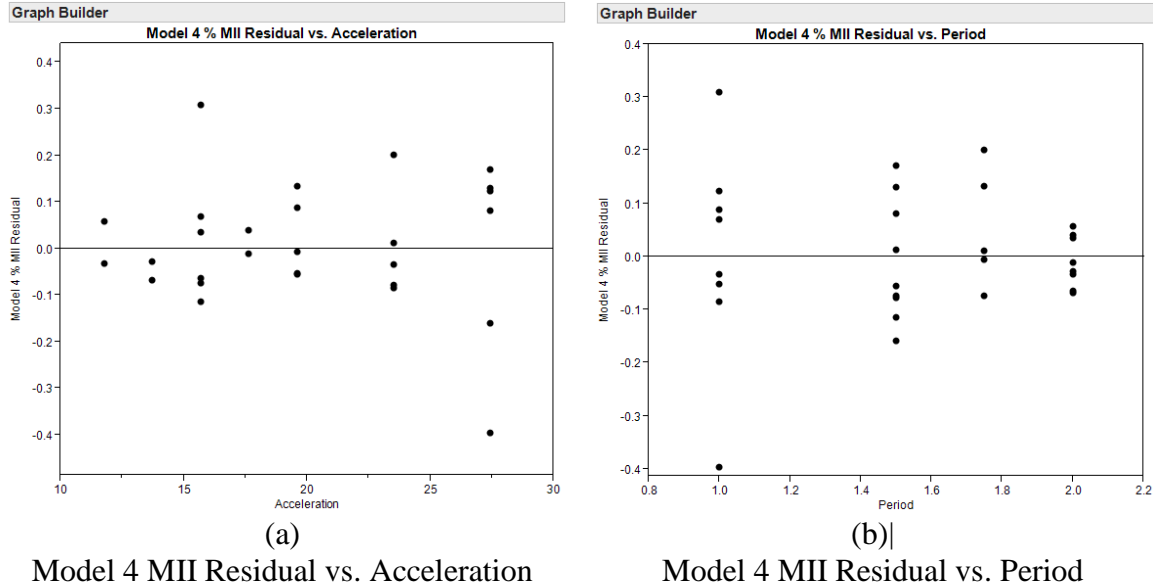 Graph Builder
Model 4 % MII Residual vs. Acceleration
0.4
0.3
0.2
0.1
0.0
-0.1
-0.2
-0.3
-0.4
Model 4 % MII Residual
10 15 20 25 30
Acceleration
(a)
Model 4 MII Residual vs. Acceleration
Graph Builder
Model 4 % MII Residual vs. Period
0.4
0.3
0.2
0.1
0.0
-0.1
-0.2
-0.3
-0.4
Model 4 % MII Residual
0.8 1.0 1.2 1.4 1.6 1.8 2.0 2.2
Period
(b)|
Model 4 MII Residual vs. Period